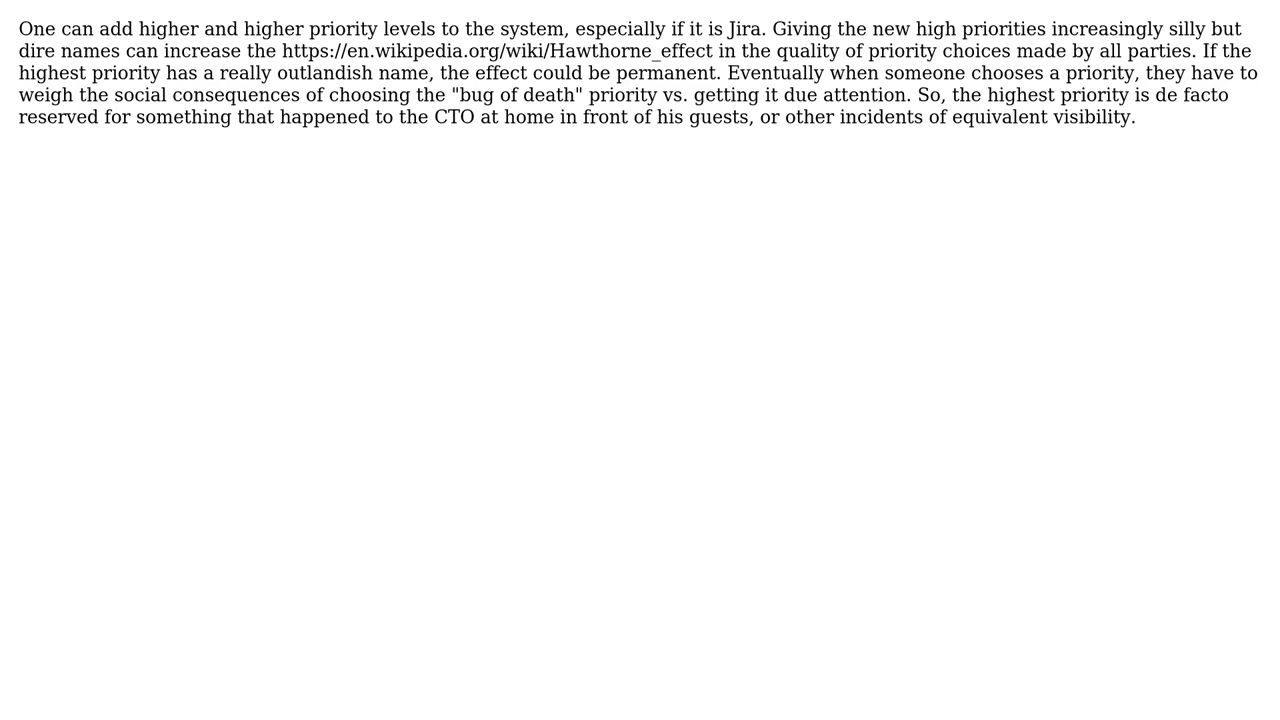 One can add higher and higher priority levels to the system, especially if it is Jira. Giving the new high priorities increasingly silly but
dire names can increase the https://en.wikipedia.org/wiki/Hawthorne_effect in the quality of priority choices made by all parties. If the
highest priority has a really outlandish name, the effect could be permanent. Eventually when someone chooses a priority, they have to
weigh the social consequences of choosing the "bug of death" priority vs. getting it due attention. So, the highest priority is de facto
reserved for something that happened to the CTO at home in front of his guests, or other incidents of equivalent visibility.